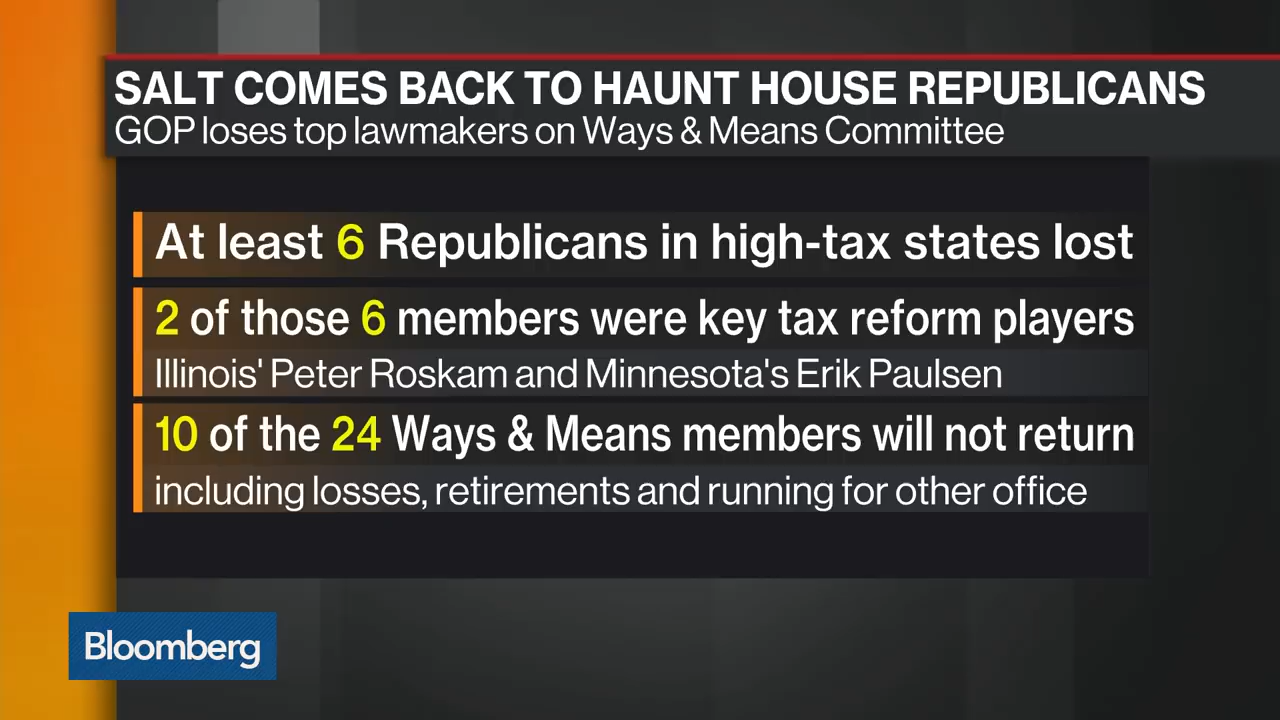 SALT COMES BACK TO HAUNT HOUSE REPUBLICANS
GOP loses top lawmakers on Ways & Means Committee
At least 6 Republicans in high-tax states lost
2 of those 6 members were key tax reform players
Illinois' Peter Roskam and Minnesota's Erik Paulsen
10 of the 24 Ways & Means members will not return
including losses, retirements and running for other office
Bloomberg